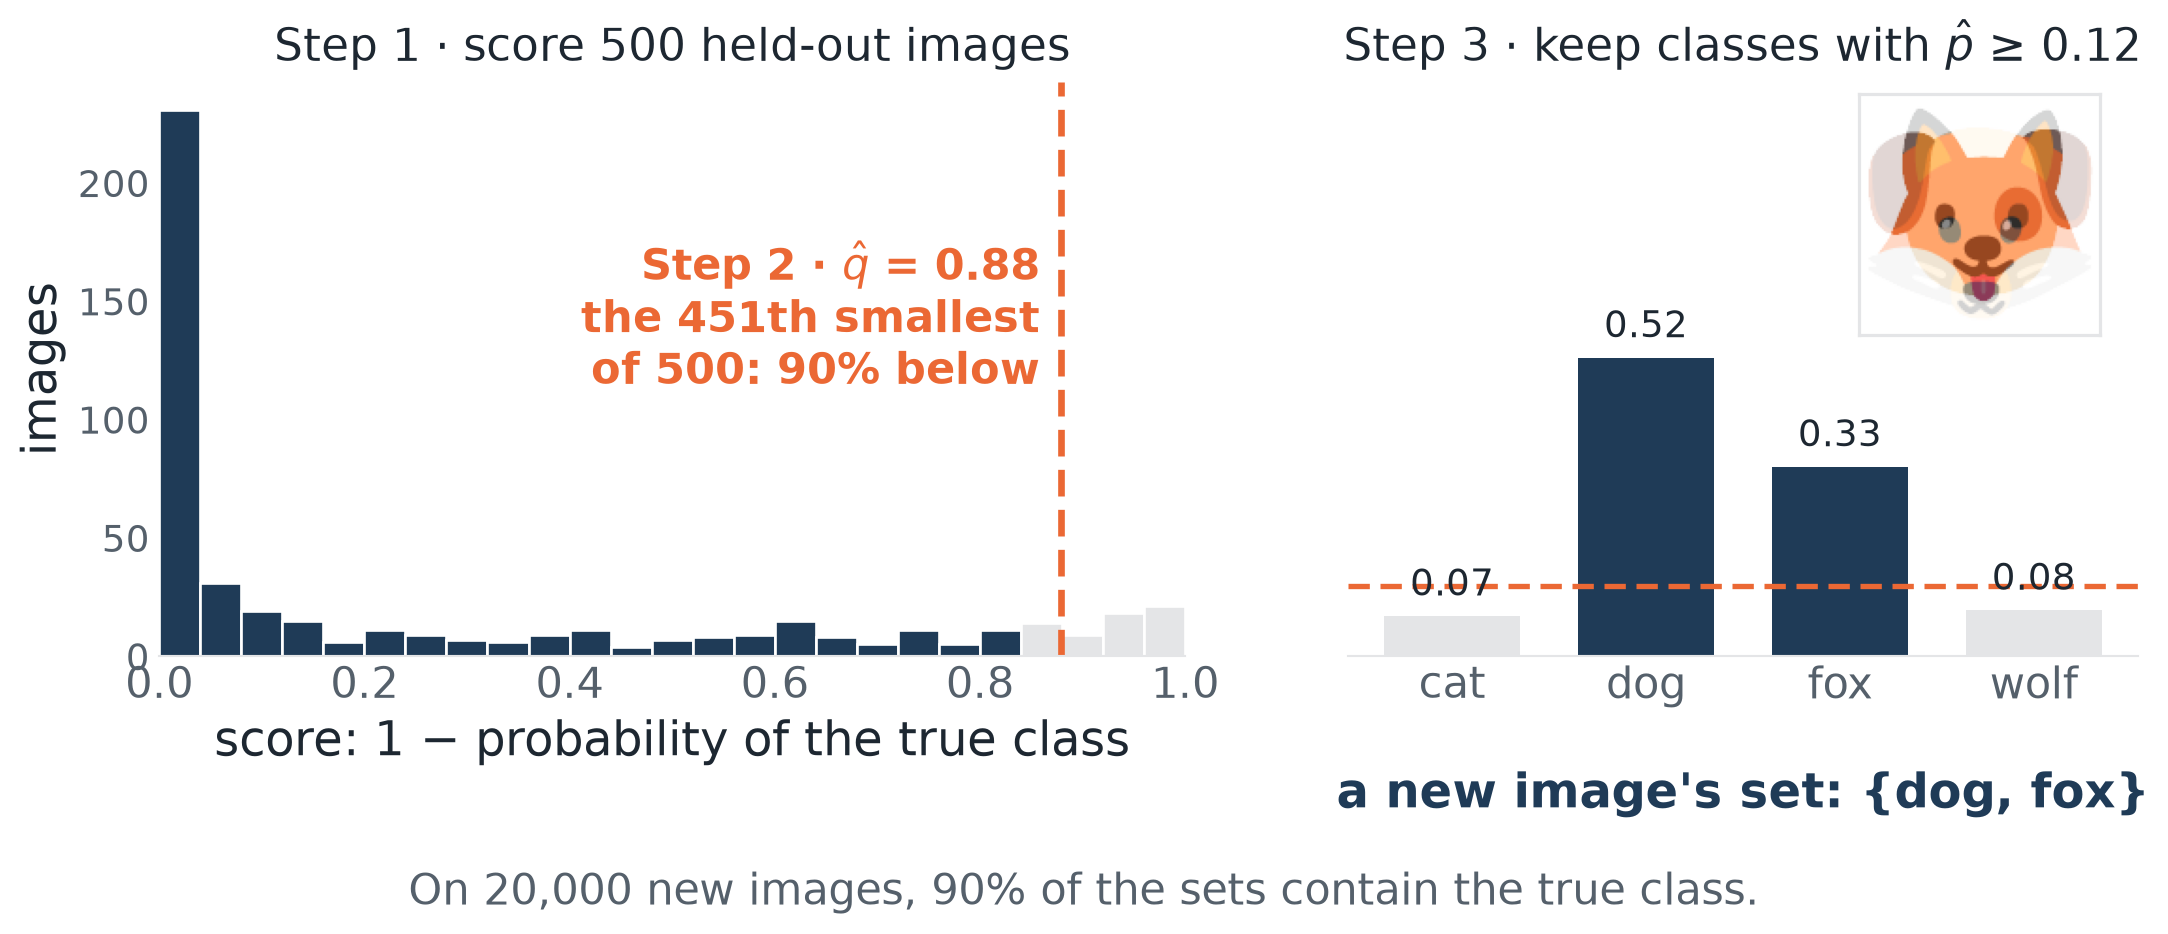 Step 1 · score 500 held-out images
images
200
150
100
50
0
Step 2 · q̂ = 0.88
the 451th smallest
of 500: 90% below
0.0 0.2 0.4 0.6 0.8 1.0
score: 1 − probability of the true class
Step 3 · keep classes with p̂ ≥ 0.12
0.07 0.52 0.33 0.08
cat dog fox wolf
a new image's set: {dog, fox}
On 20,000 new images, 90% of the sets contain the true class.